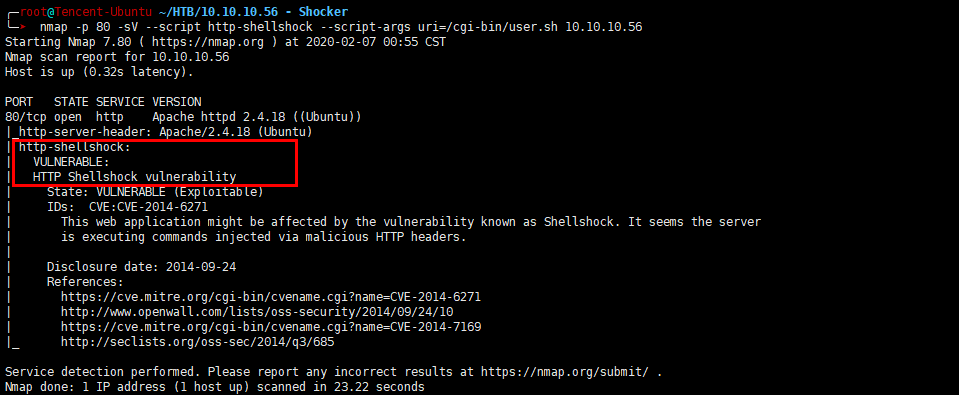 root@Tencent-Ubuntu ~/HTB/10.10.10.56 - Shocker
nmap -p 80 -sV --script http-shellshock --script-args uri=/cgi-bin/user.sh 10.10.10.56
Starting Nmap 7.80 ( https://nmap.org ) at 2020-02-07 00:55 CST
Nmap scan report for 10.10.10.56
Host is up (0.32s latency).
PORT   STATE SERVICE VERSION
80/tcp open  http    Apache httpd 2.4.18 ((Ubuntu))
|_http-server-header: Apache/2.4.18 (Ubuntu)
| http-shellshock:
|   VULNERABLE:
|   HTTP Shellshock vulnerability
|     State: VULNERABLE (Exploitable)
|     IDs:  CVE:CVE-2014-6271
|       This web application might be affected by the vulnerability known as Shellshock. It seems the server
|       is executing commands injected via malicious HTTP headers.
|
|     Disclosure date: 2014-09-24
|     References:
|       https://cve.mitre.org/cgi-bin/cvename.cgi?name=CVE-2014-6271
|       http://www.openwall.com/lists/oss-security/2014/09/24/10
|       https://cve.mitre.org/cgi-bin/cvename.cgi?name=CVE-2014-7169
|_      http://seclists.org/oss-sec/2014/q3/685
Service detection performed. Please report any incorrect results at https://nmap.org/submit/ .
Nmap done: 1 IP address (1 host up) scanned in 23.22 seconds